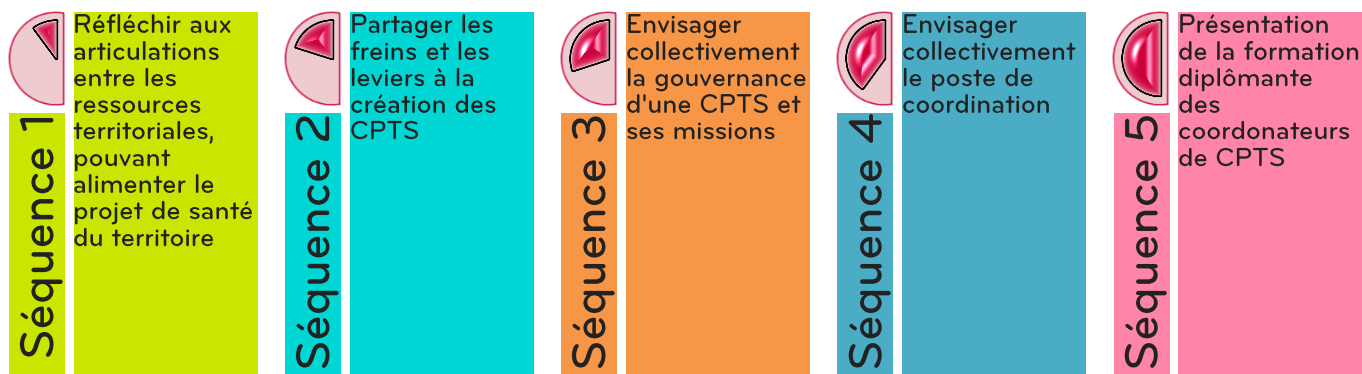 Séquence 1
Réfléchir aux
articulations
entre les
ressources
territoriales,
pouvant
alimenter le
projet de santé
du territoire
Séquence 2
Partager les
freins et les
leviers à la
création des
CPTS
Séquence 3
Envisager
collectivement
la gouvernance
d'une CPTS et
ses missions
Séquence 4
Envisager
collectivement
le poste de
coordination
Séquence 5
Présentation
de la formation
diplômante
des
coordonateurs
de CPTS